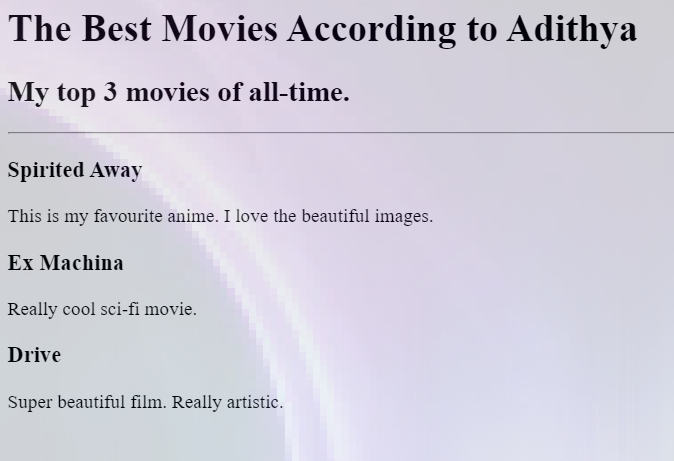 The Best Movies According to Adithya
My top 3 movies of all-time.
Spirited Away
This is my favourite anime. I love the beautiful images.
Ex Machina
Really cool sci-fi movie.
Drive
Super beautiful film. Really artistic.